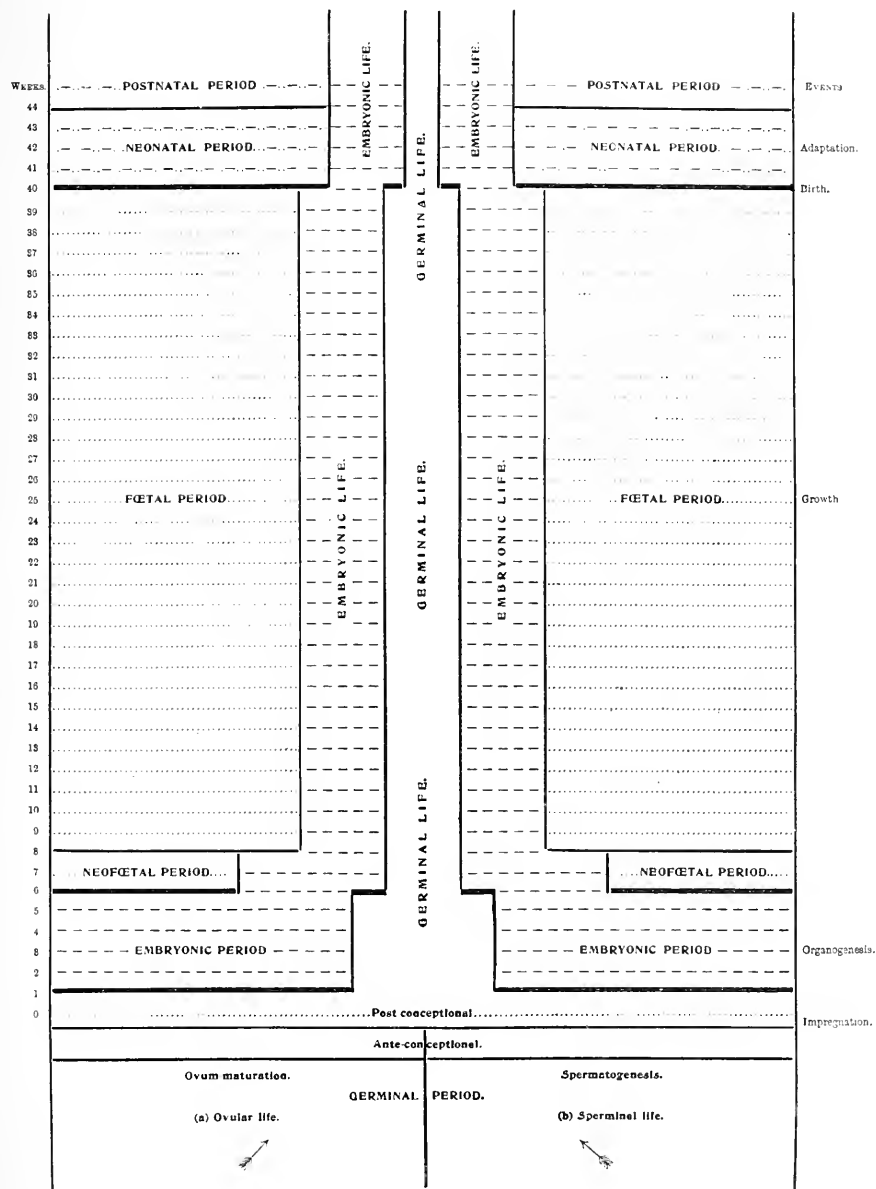 EMBRYONIC LIFE.
GERMINAL LIFE.
EMBRYONIC LIFE.
WEEKS. POSTNATAL PERIOD POSTNATAL PERIOD EVENTS
44
43
42 NEONATAL PERIOD. NEONATAL PERIOD. Adaptation.
41
40 Birth.
39
38
37
36
35
34
33
32
31
30
29
28
27
26
25 FŒTAL PERIOD. EMBRYONIC LIFE. GERMINAL LIFE. EMBRYONIC LIFE. FŒTAL PERIOD. Growth
24
23
22
21
20
19
18
17
16
15
14
13
12
11
10
9
8
7 NEOFŒTAL PERIOD. GERMINAL LIFE. NEOFŒTAL PERIOD.
6
5
4
3 EMBRYONIC PERIOD EMBRYONIC PERIOD Organogenesis.
2
1
0 Post conceptional.
Impregnation.
Ante-conceptional.
Ovum maturation. Spermatogenesis.
GERMINAL PERIOD.
(a) Ovular life. (b) Sperminal life.